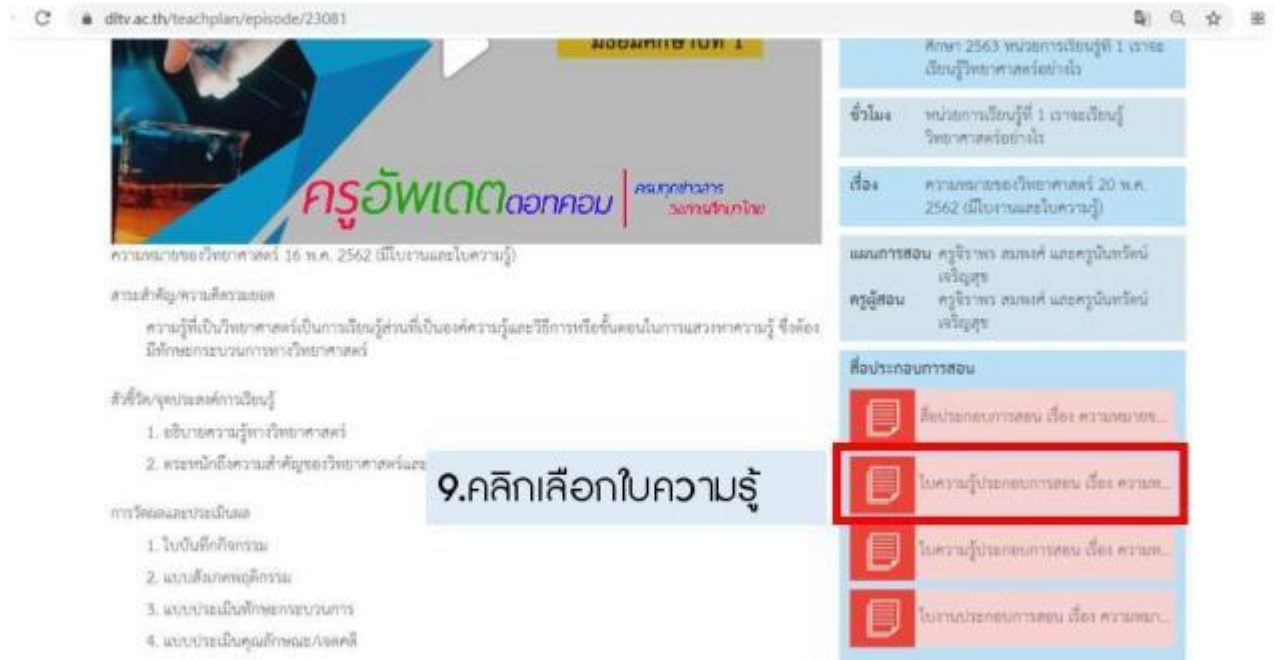 dltv.ac.th/teachplan/episode/23081
มัธยมศึกษาปีที่ 1
ครูอัพเดตดอทคอม
ครบทุกข่าวสาร
วงการศึกษาไทย
ความหมายของวิทยาศาสตร์ 16 พ.ค. 2562 (มีใบงานและใบความรู้)
สาระสำคัญ/ความคิดรวบยอด
ความรู้ที่เป็นวิทยาศาสตร์เป็นการเรียนรู้ส่วนที่เป็นองค์ความรู้และวิธีการหรือขั้นตอนในการแสวงหาความรู้ ซึ่งต้อง
มีทักษะกระบวนการทางวิทยาศาสตร์
ตัวชี้วัด/จุดประสงค์การเรียนรู้
1. อธิบายความรู้ทางวิทยาศาสตร์
2. ตระหนักถึงความสำคัญของวิทยาศาสตร์และ
9.คลิกเลือกใบความรู้
การวัดผลและประเมินผล
1. ใบบันทึกกิจกรรม
2. แบบสังเกตพฤติกรรม
3. แบบประเมินทักษะกระบวนการ
4. แบบประเมินคุณลักษณะ/เจตคติ
ศึกษา 2563 หน่วยการเรียนรู้ที่ 1 เราจะ
เรียนรู้วิทยาศาสตร์อย่างไร
ชั่วโมง หน่วยการเรียนรู้ที่ 1 เราจะเรียนรู้
วิทยาศาสตร์อย่างไร
เรื่อง ความหมายของวิทยาศาสตร์ 20 พ.ค.
2562 (มีใบงานและใบความรู้)
แผนการสอน ครูจิราพร สมพงศ์ และครูนันทรัตน์
เจริญสุข
ครูผู้สอน ครูจิราพร สมพงศ์ และครูนันทรัตน์
เจริญสุข
สื่อประกอบการสอน
สื่อประกอบการสอน เรื่อง ความหมายข...
ใบความรู้ประกอบการสอน เรื่อง ความห...
ใบความรู้ประกอบการสอน เรื่อง ความห...
ใบงานประกอบการสอน เรื่อง ความหมา...